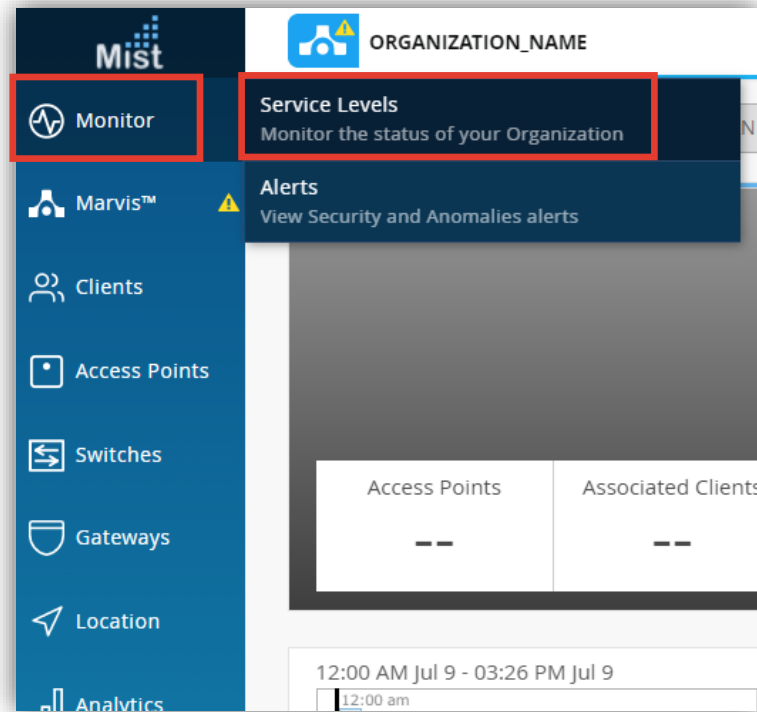 Mist
ORGANIZATION_NAME
Monitor
Service Levels
Monitor the status of your Organization
N
Marvis™
Alerts
View Security and Anomalies alerts
Clients
Access Points
Switches
Access Points
Associated Clients
--
--
Gateways
Location
12:00 AM Jul 9 - 03:26 PM Jul 9
12:00 am
Analytics